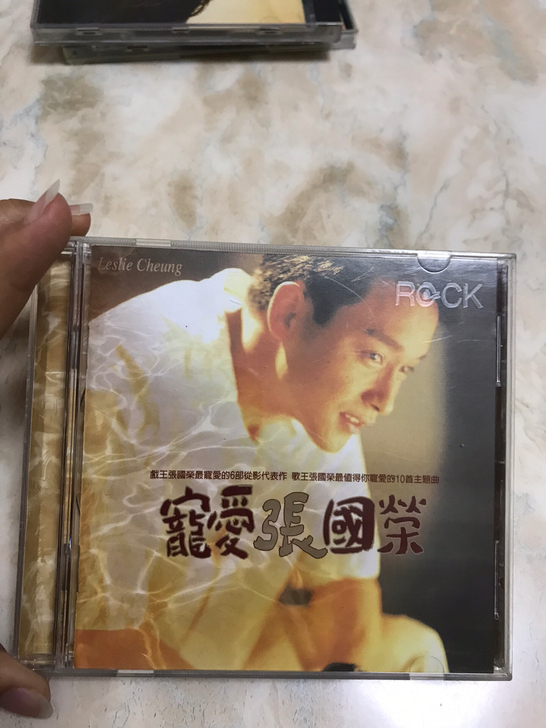 Leslie Cheung
ROCK
戲王張國榮最寵愛的6部從影代表作 歌王張國榮最值得你寵愛的10首主題曲
寵愛張國榮